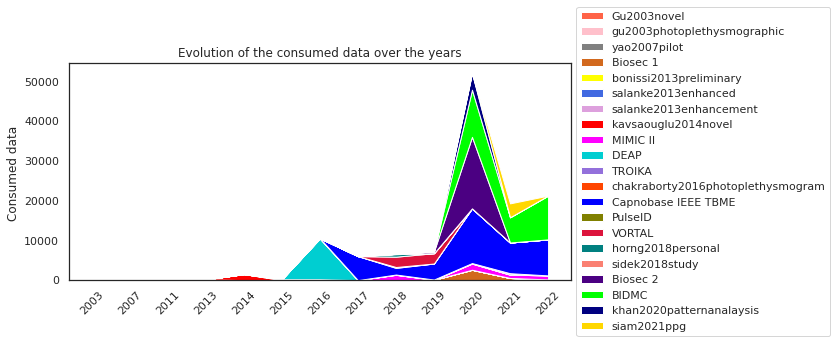 Evolution of the consumed data over the years
Consumed data
50000
40000
30000
20000
10000
0
2003
2007
2011
2013
2014
2015
2016
2017
2018
2019
2020
2021
2022
Gu2003novel
gu2003photoplethysmographic
yao2007pilot
Biosec 1
bonissi2013preliminary
salanke2013enhanced
salanke2013enhancement
kavsaouglu2014novel
MIMIC II
DEAP
TROIKA
chakraborty2016photoplethysmogram
Capnobase IEEE TBME
PulseID
VORTAL
horng2018personal
sidek2018study
Biosec 2
BIDMC
khan2020patternanalaysis
siam2021ppg